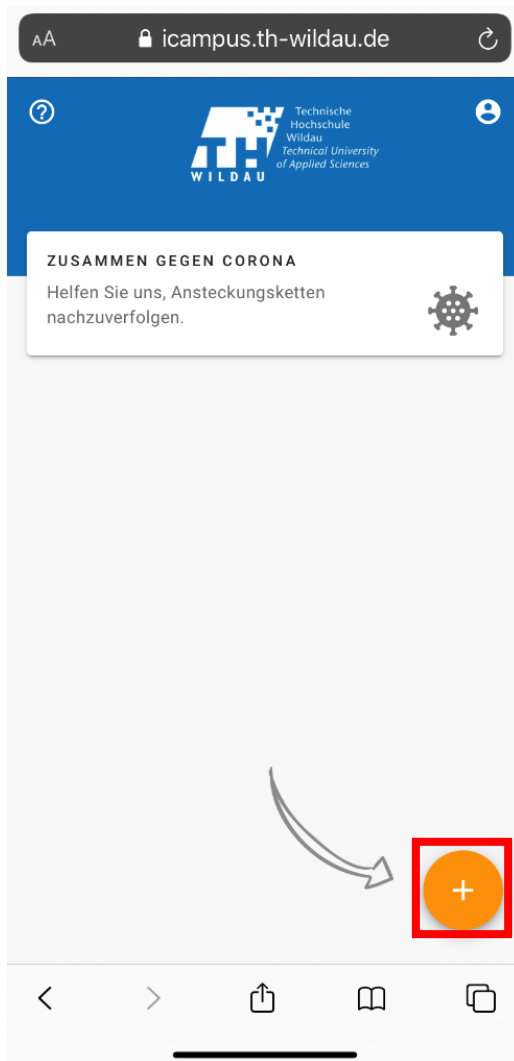 AA icampus.th-wildau.de
Technische
Hochschule
Wildau
Technical University
of Applied Sciences
TH
WILDAU
ZUSAMMEN GEGEN CORONA
Helfen Sie uns, Ansteckungsketten
nachzuverfolgen.